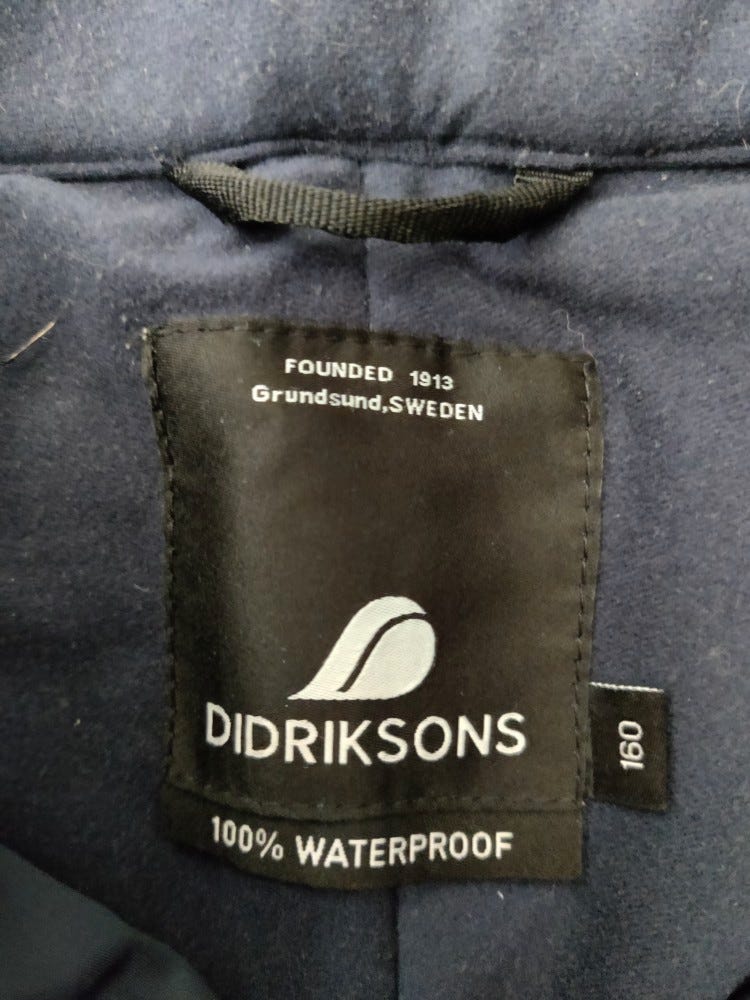 FOUNDED 1913
Grundsund,SWEDEN
DIDRIKSONS
160
100% WATERPROOF